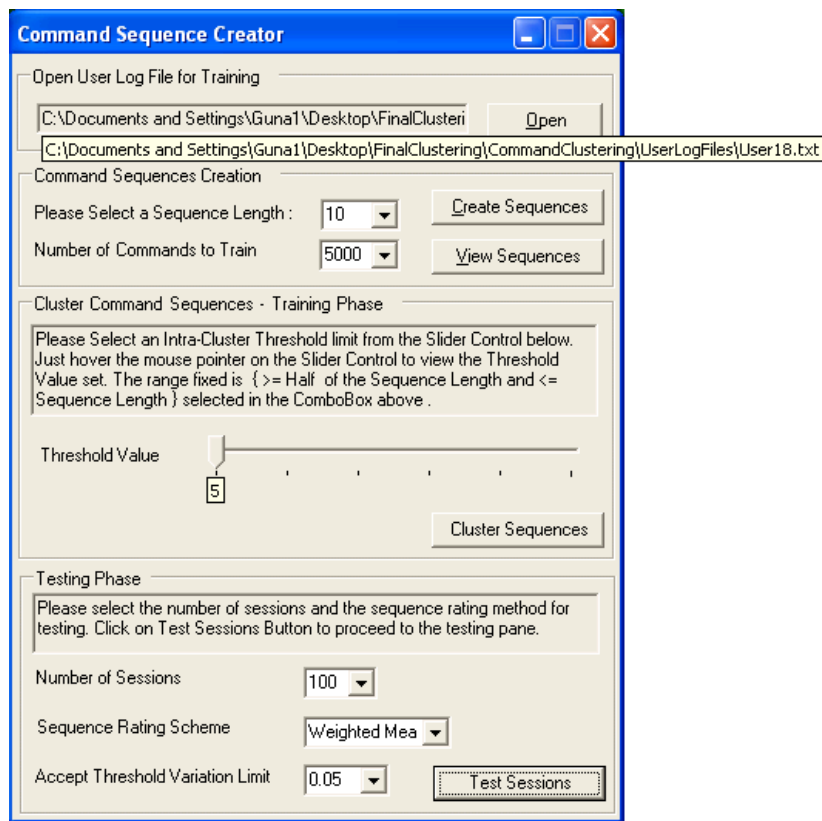 Command Sequence Creator
Open User Log File for Training
C:\Documents and Settings\Guna1\Desktop\FinalClusteri
Open
C:\Documents and Settings\Guna1\Desktop\FinalClustering\CommandClustering\UserLogFiles\User18.txt
Command Sequences Creation
Please Select a Sequence Length :
10
Create Sequences
Number of Commands to Train
5000
View Sequences
Cluster Command Sequences - Training Phase
Please Select an Intra-Cluster Threshold limit from the Slider Control below.
Just hover the mouse pointer on the Slider Control to view the Threshold
Value set. The range fixed is { >= Half of the Sequence Length and <=
Sequence Length } selected in the ComboBox above .
Threshold Value
5
Cluster Sequences
Testing Phase
Please select the number of sessions and the sequence rating method for
testing. Click on Test Sessions Button to proceed to the testing pane.
Number of Sessions
100
Sequence Rating Scheme
Weighted Mea
Accept Threshold Variation Limit
0.05
Test Sessions